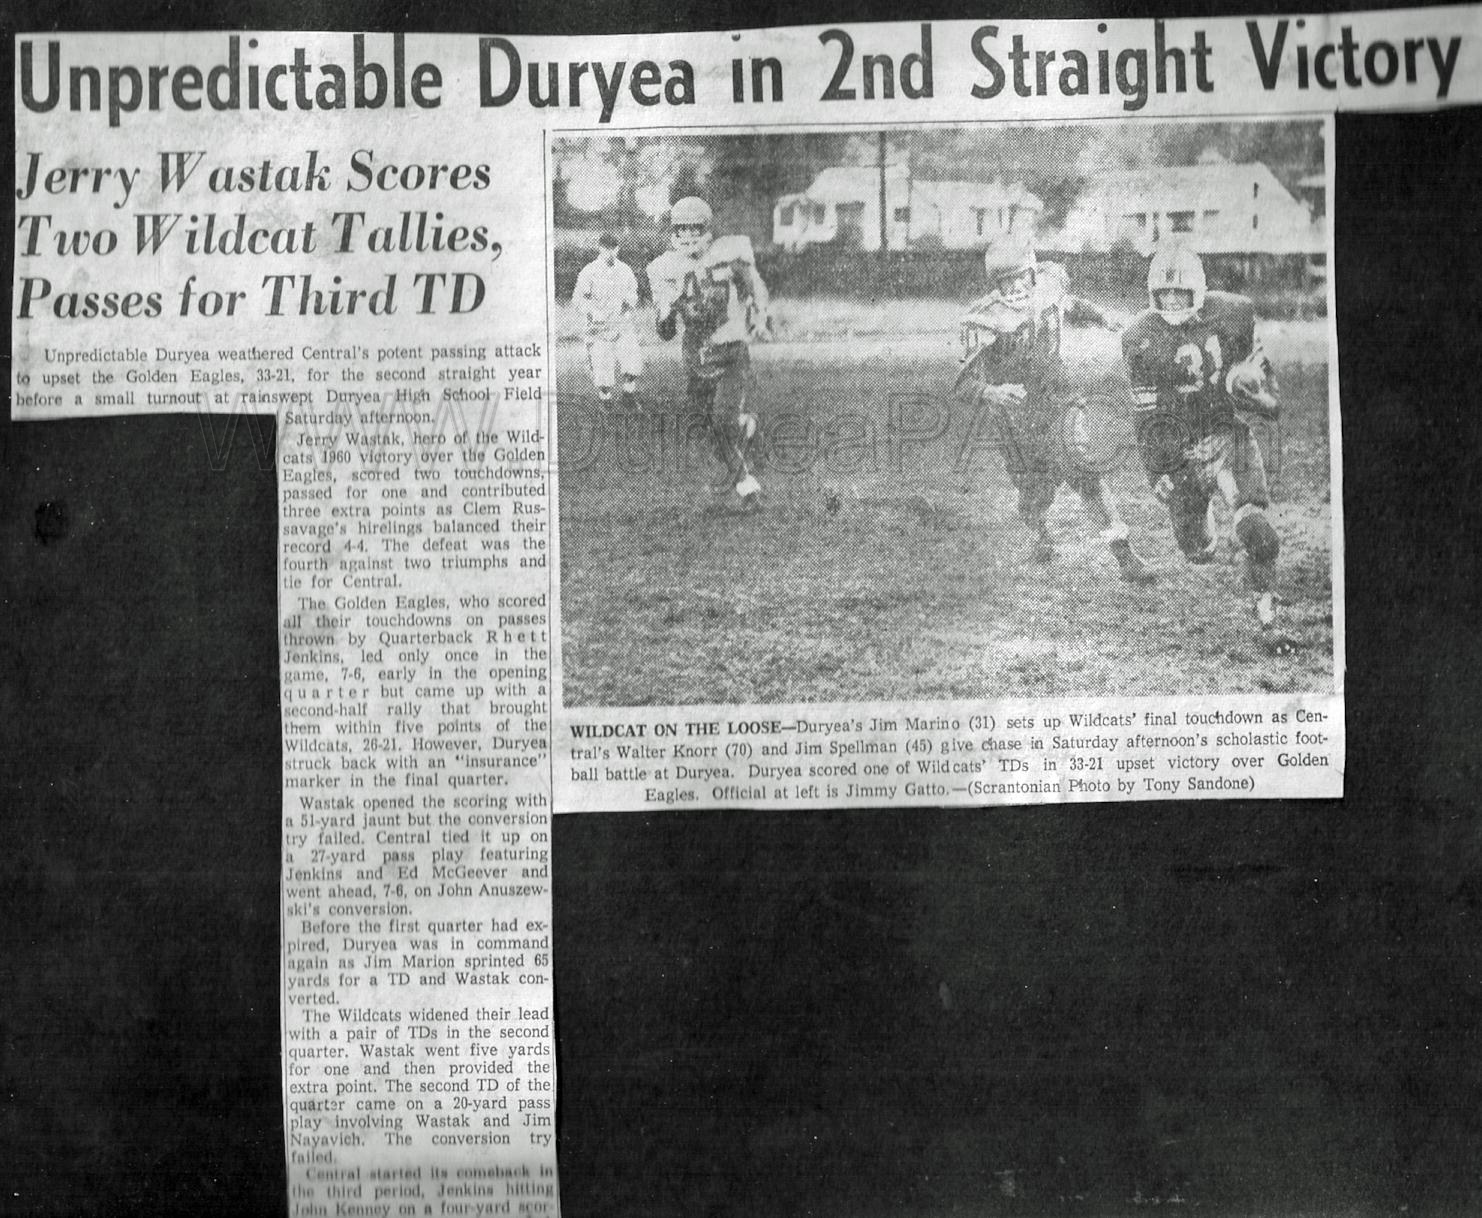 Unpredictable Duryea in 2nd Straight Victory
Jerry Wastak Scores
Two Wildcat Tallies,
Passes for Third TD
Unpredictable Duryea weathered Central's potent passing attack
to upset the Golden Eagles, 33-21, for the second straight year
before a small turnout at rainswept Duryea High School Field
Saturday afternoon.
Jerry Wastak, hero of the Wild-
cats 1960 victory over the Golden
Eagles, scored two touchdowns,
passed for one and contributed
three extra points as Clem Rus-
savage's hirelings balanced their
record 4-4. The defeat was the
fourth against two triumphs and
tie for Central.
The Golden Eagles, who scored
all their touchdowns on passes
thrown by Quarterback Rhett
Jenkins, led only once in the
game, 7-6, early in the opening
quarter but came up with a
second-half rally that brought
them within five points of the
Wildcats, 26-21. However, Duryea
struck back with an "insurance"
marker in the final quarter.
Wastak opened the scoring with
a 51-yard jaunt but the conversion
try failed. Central tied it up on
a 27-yard pass play featuring
Jenkins and Ed McGeever and
went ahead, 7-6, on John Anuszew-
ski's conversion.
Before the first quarter had ex-
pired, Duryea was in command
again as Jim Marion sprinted 65
yards for a TD and Wastak con-
verted.
The Wildcats widened their lead
with a pair of TDs in the second
quarter. Wastak went five yards
for one and then provided the
extra point. The second TD of the
quarter came on a 20-yard pass
play involving Wastak and Jim
Nayavich. The conversion try
failed.
Central started its comeback in
the third period, Jenkins hitting
John Kenney on a four-yard scor-
31
WILDCAT ON THE LOOSE—Duryea's Jim Marino (31) sets up Wildcats' final touchdown as Cen-
tral's Walter Knorr (70) and Jim Spellman (45) give chase in Saturday afternoon's scholastic foot-
ball battle at Duryea. Duryea scored one of Wildcats' TDs in 33-21 upset victory over Golden
Eagles. Official at left is Jimmy Gatto.—(Scrantonian Photo by Tony Sandone)
www.DuryeaPA.com